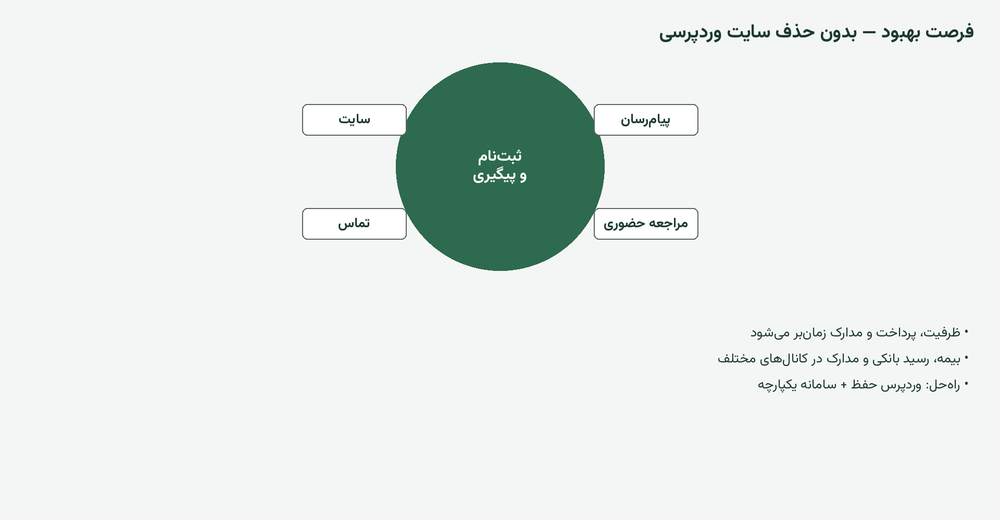 فرصت بهبود — بدون حذف سایت وردپرسی
پیام‌رسان
سایت
ثبت‌نام
و پیگیری
مراجعه حضوری
تماس
• ظرفیت، پرداخت و مدارک زمان‌بر می‌شود
• بیمه، رسید بانکی و مدارک در کانال‌های مختلف
• راه‌حل: وردپرس حفظ + سامانه یکپارچه